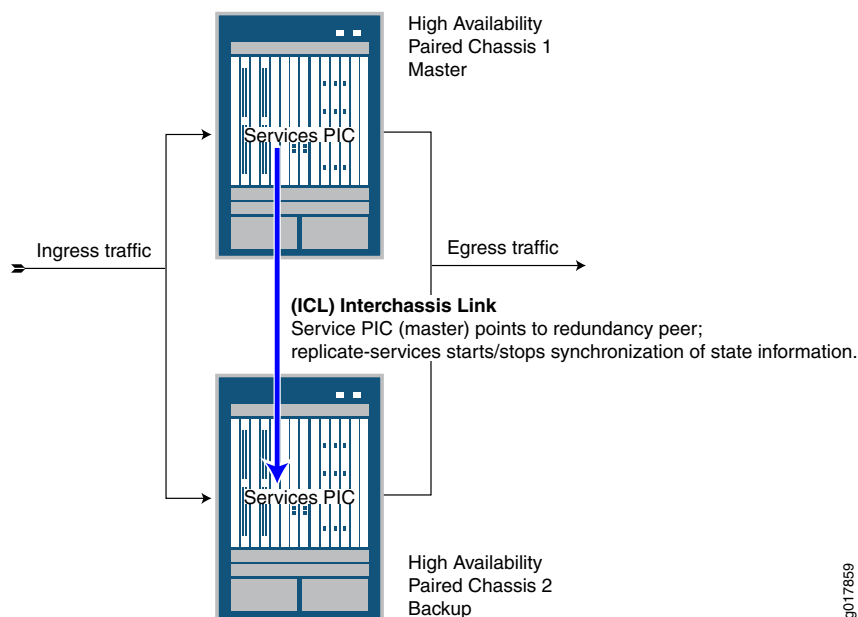 High Availability
Paired Chassis 1
Master
Services PIC
Ingress traffic
Egress traffic
(ICL) Interchassis Link
Service PIC (master) points to redundancy peer;
replicate-services starts/stops synchronization of state information.
Services PIC
High Availability
Paired Chassis 2
Backup
g017859